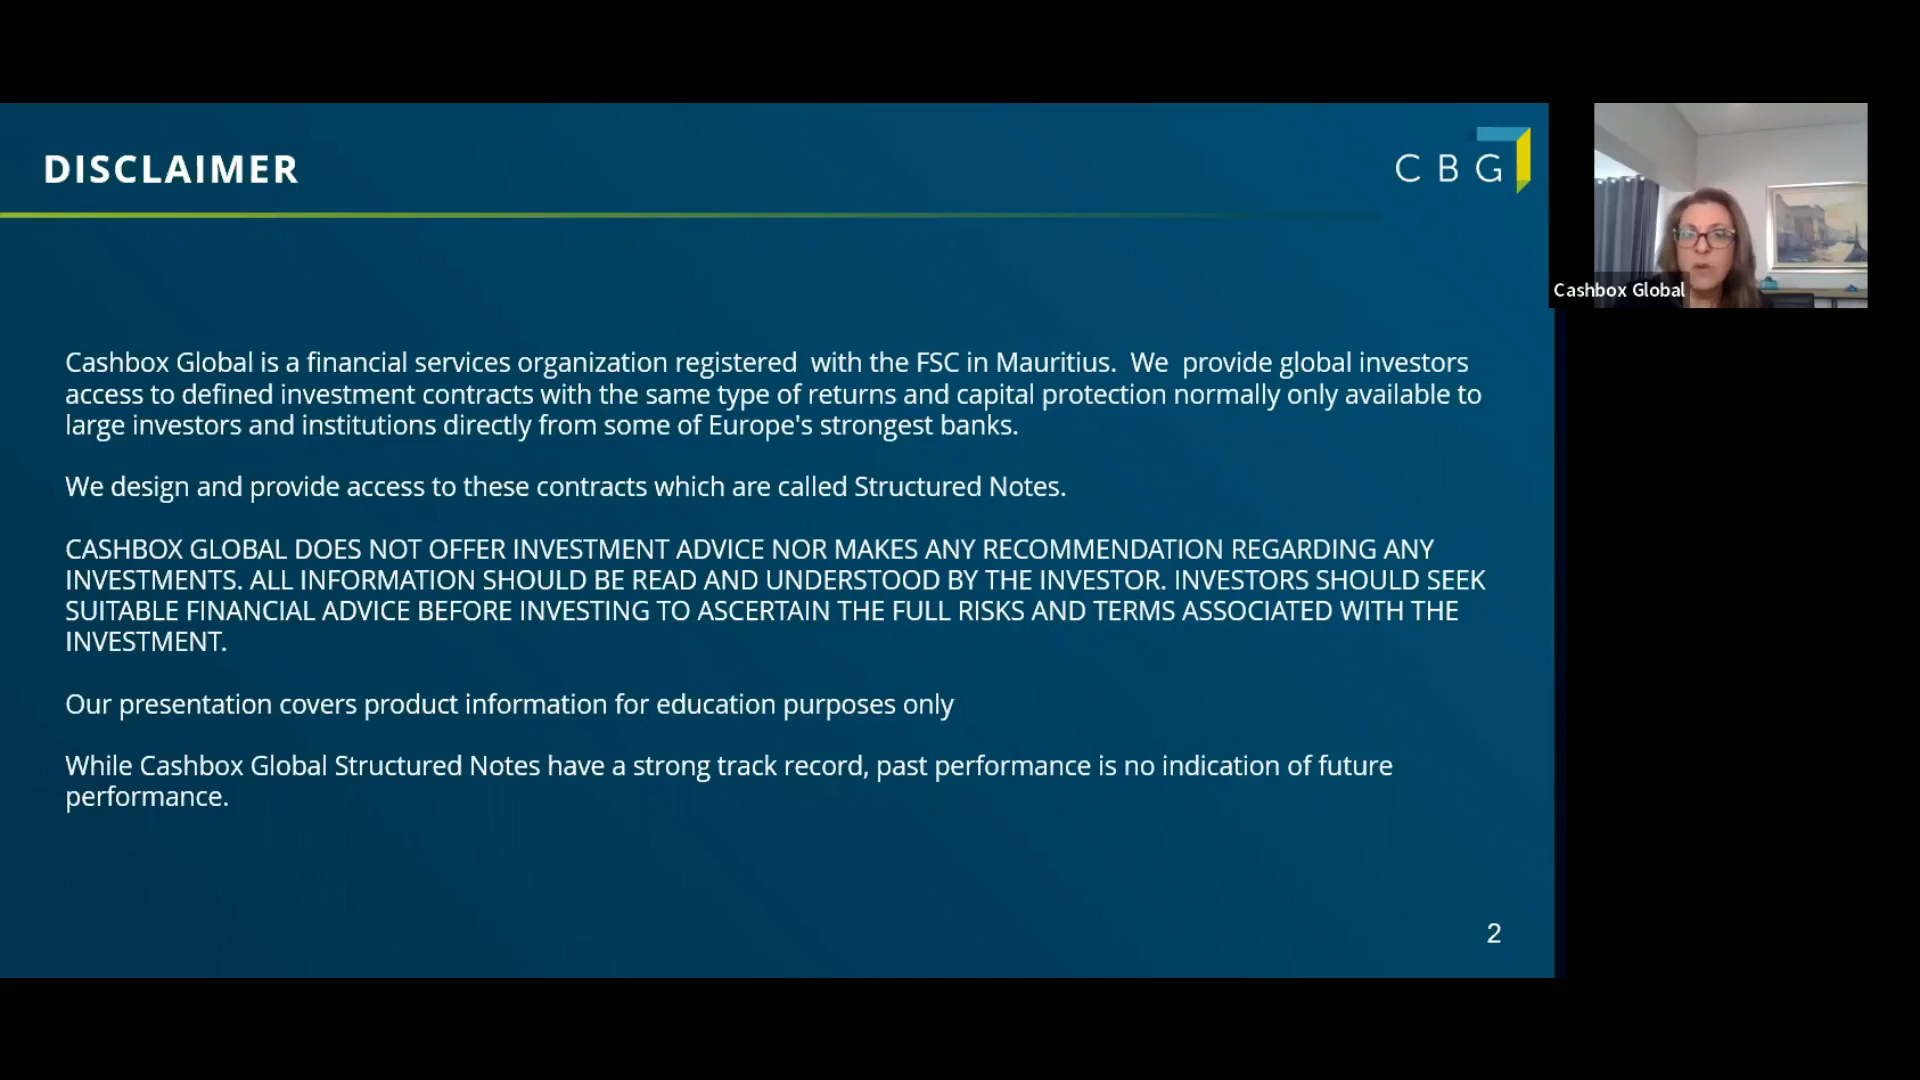 DISCLAIMER
CBG
Cashbox Global
Cashbox Global is a financial services organization registered  with the FSC in Mauritius.  We  provide global investors
access to defined investment contracts with the same type of returns and capital protection normally only available to
large investors and institutions directly from some of Europe's strongest banks.
We design and provide access to these contracts which are called Structured Notes.
CASHBOX GLOBAL DOES NOT OFFER INVESTMENT ADVICE NOR MAKES ANY RECOMMENDATION REGARDING ANY
INVESTMENTS. ALL INFORMATION SHOULD BE READ AND UNDERSTOOD BY THE INVESTOR. INVESTORS SHOULD SEEK
SUITABLE FINANCIAL ADVICE BEFORE INVESTING TO ASCERTAIN THE FULL RISKS AND TERMS ASSOCIATED WITH THE
INVESTMENT.
Our presentation covers product information for education purposes only
While Cashbox Global Structured Notes have a strong track record, past performance is no indication of future
performance.
2